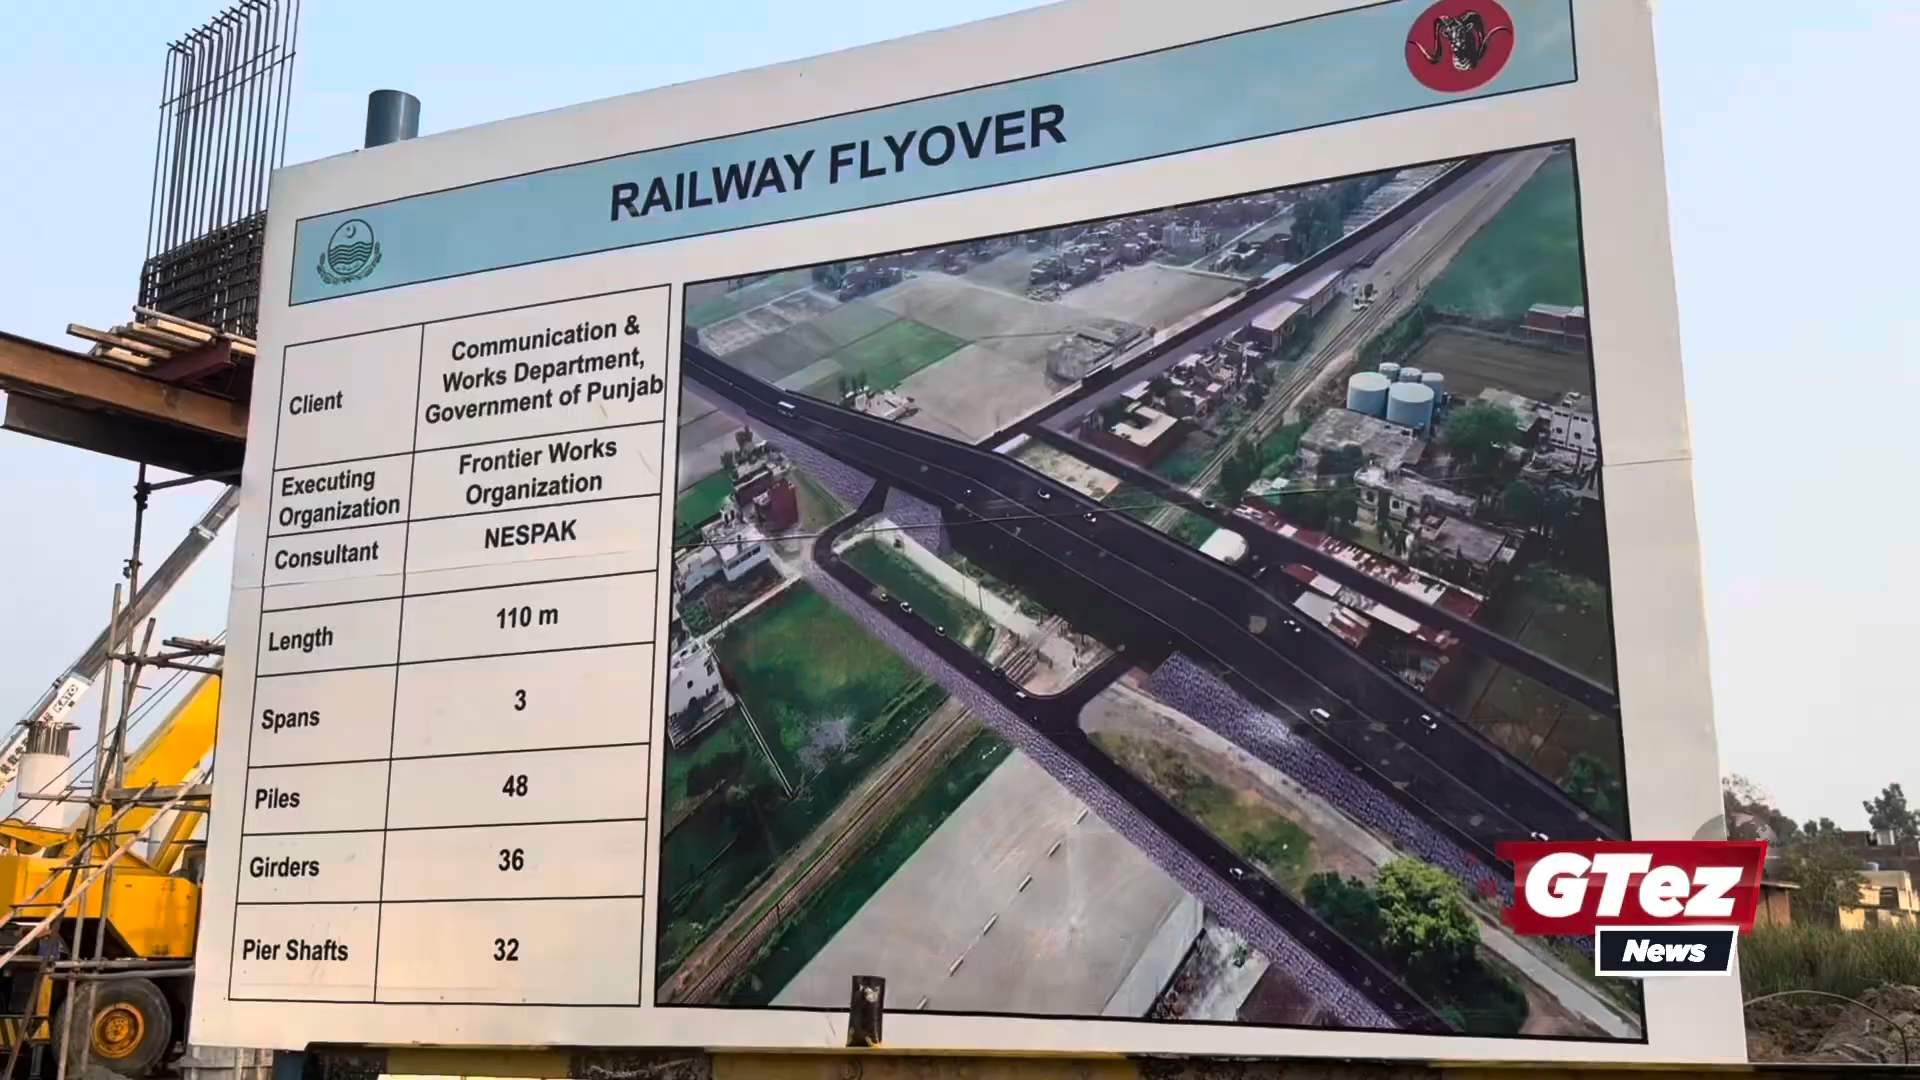 RAILWAY FLYOVER
Client
Communication &
Works Department,
Government of Punjab
Executing
Organization
Frontier Works
Organization
Consultant
NESPAK
Length
110 m
Spans
3
Piles
48
Girders
36
Pier Shafts
32
KATO
GTez
News